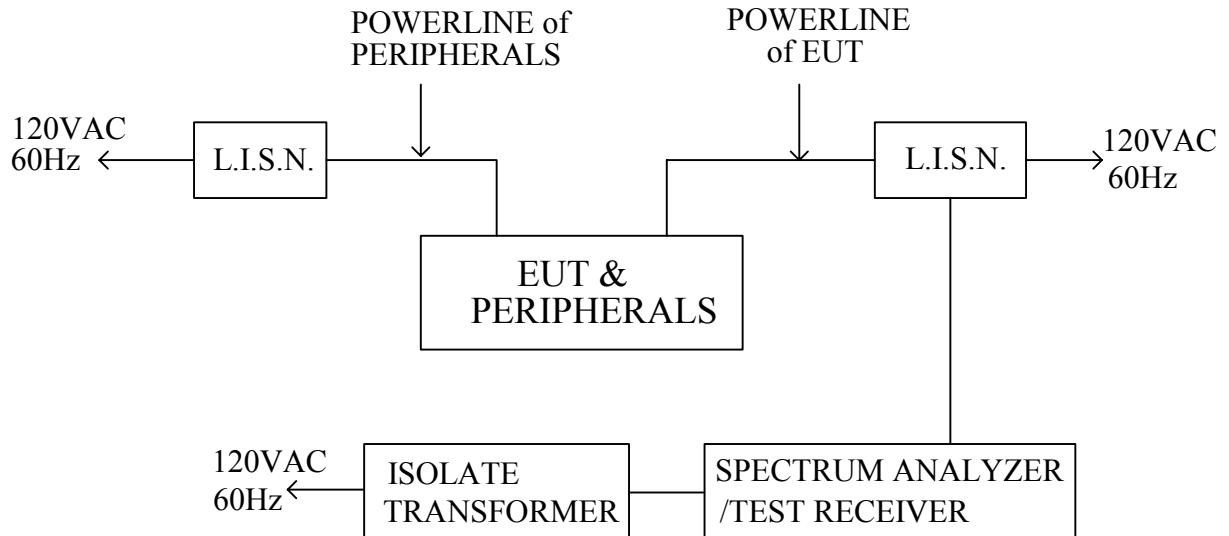 POWERLINE of
PERIPHERALS
POWERLINE
of EUT
120VAC
60Hz
L.I.S.N.
L.I.S.N.
120VAC
60Hz
EUT &
PERIPHERALS
120VAC
60Hz
ISOLATE
TRANSFORMER
SPECTRUM ANALYZER
/TEST RECEIVER